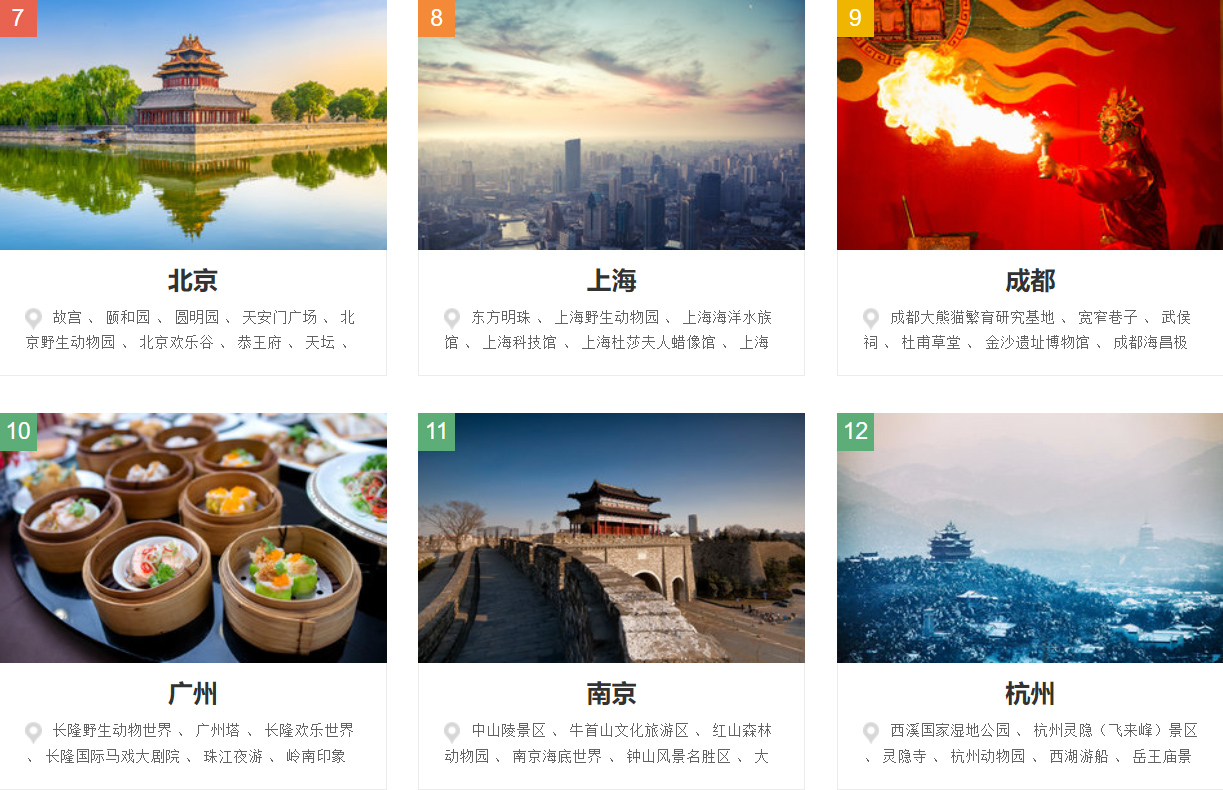 7
8
9
北京
上海
成都
故宫 、 颐和园 、 圆明园 、 天安门广场 、 北
京野生动物园 、 北京欢乐谷 、 恭王府 、 天坛 、
东方明珠 、 上海野生动物园 、 上海海洋水族
馆 、 上海科技馆 、 上海杜莎夫人蜡像馆 、 上海
成都大熊猫繁育研究基地 、 宽窄巷子 、 武侯
祠 、 杜甫草堂 、 金沙遗址博物馆 、 成都海昌极
10
11
12
广州
南京
杭州
长隆野生动物世界 、 广州塔 、 长隆欢乐世界
、 长隆国际马戏大剧院 、 珠江夜游 、 岭南印象
中山陵景区 、 牛首山文化旅游区 、 红山森林
动物园 、 南京海底世界 、 钟山风景名胜区 、 大
西溪国家湿地公园 、 杭州灵隐（飞来峰）景区
、 灵隐寺 、 杭州动物园 、 西湖游船 、 岳王庙景